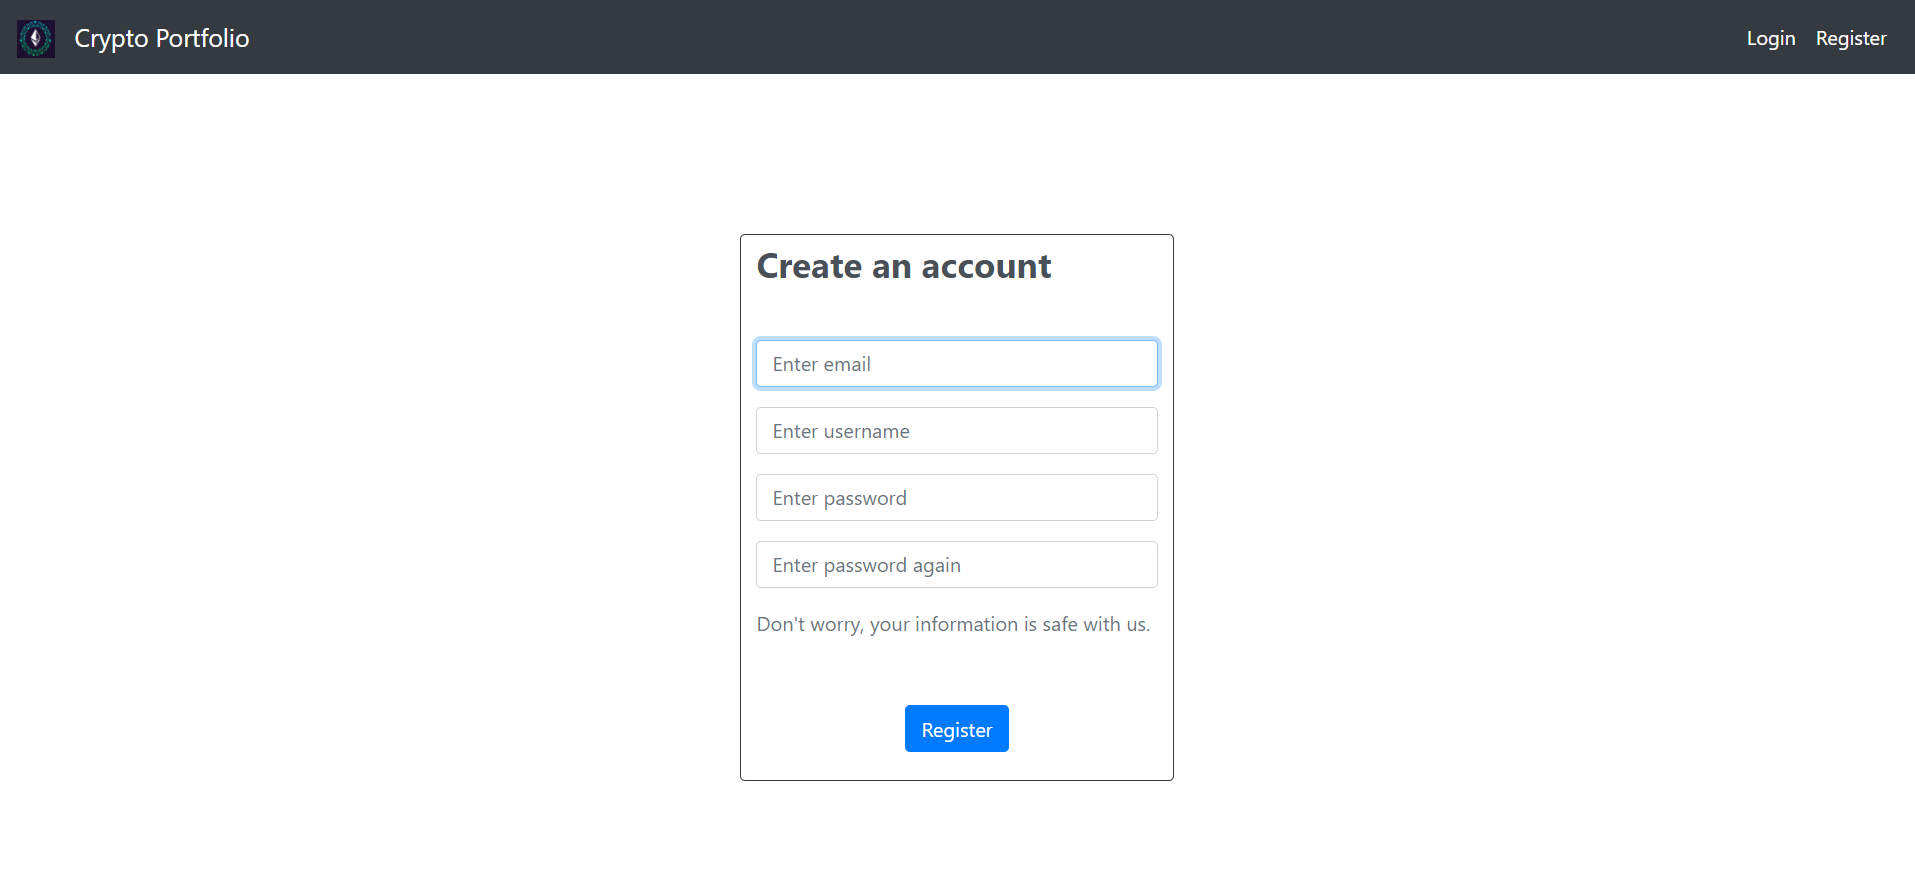 Crypto Portfolio
Login
Register
Create an account
Enter email
Enter username
Enter password
Enter password again
Don't worry, your information is safe with us.
Register